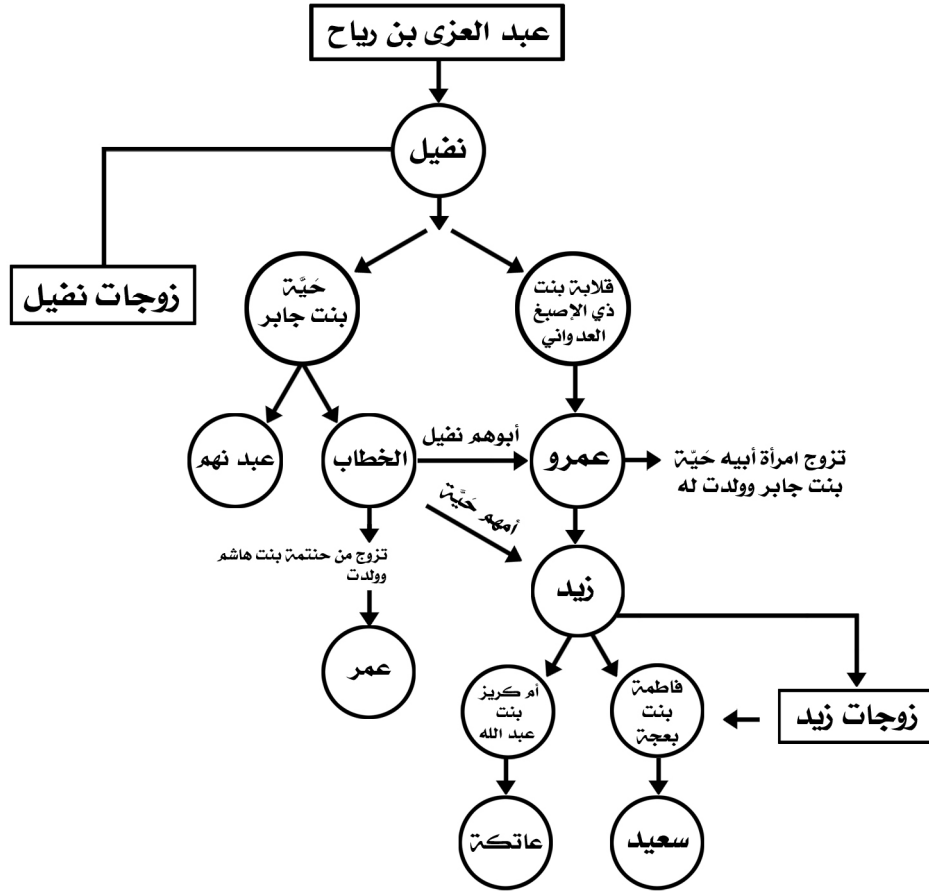 عبد العزى بن رياح
نفيل
زوجات نفيل
قلابة بنت
ذي الإصبغ
العدواني
حَيَّة
بنت جابر
عمرو
أبوهم نفيل
الخطاب
عبد نهم
تزوج امرأة أبيه حَيّة
بنت جابر وولدت له
أمهم حَيَّة
تزوج من حنتمة بنت هاشم
وولدت
زيد
عمر
زوجات زيد
فاطمة
بنت
بعجة
أم كريز
بنت
عبد الله
سعيد
عاتكة